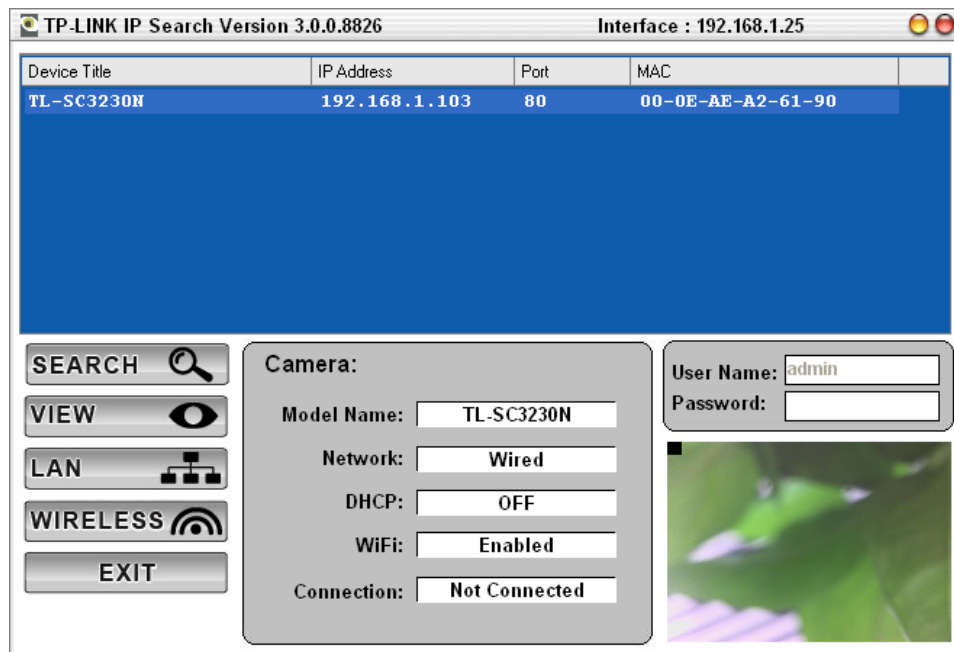 TP-LINK IP Search Version 3.0.0.8826 Interface : 192.168.1.25
Device Title IP Address Port MAC
TL-SC3230N 192.168.1.103 80 00-0E-AE-A2-61-90
SEARCH
VIEW
LAN
WIRELESS
EXIT
Camera:
Model Name: TL-SC3230N
Network: Wired
DHCP: OFF
WiFi: Enabled
Connection: Not Connected
User Name: admin
Password: